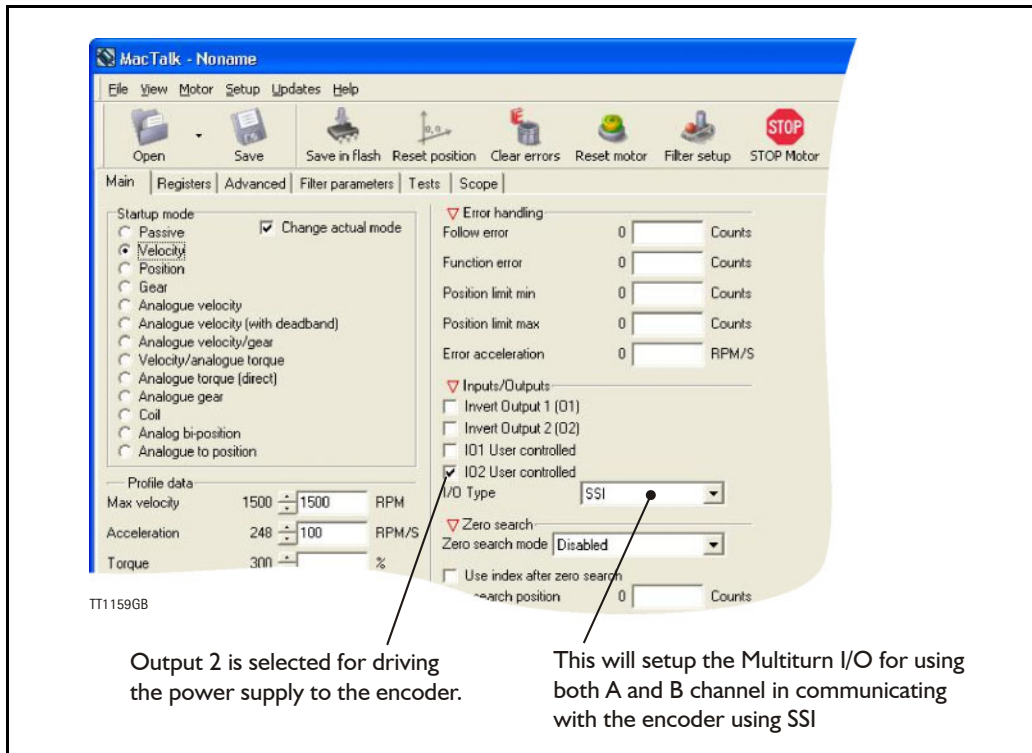 MacTalk - Noname
File View Motor Setup Updates Help
Open Save Save in flash Reset position Clear errors Reset motor Filter setup STOP Motor
STOP
0,0
Main Registers Advanced Filter parameters Tests Scope
Startup mode
Change actual mode
Passive
Velocity
Position
Gear
Analogue velocity
Analogue velocity (with deadband)
Analogue velocity/gear
Velocity/analogue torque
Analogue torque (direct)
Analogue gear
Coil
Analog bi-position
Analogue to position
Profile data
Max velocity 1500 1500 RPM
Acceleration 248 100 RPM/S
Torque 300 %
Error handling
Follow error 0 Counts
Function error 0 Counts
Position limit min 0 Counts
Position limit max 0 Counts
Error acceleration 0 RPM/S
Inputs/Outputs
Invert Output 1 (O1)
Invert Output 2 (O2)
IO1 User controlled
IO2 User controlled
I/O Type SSI
Zero search
Zero search mode Disabled
Use index after zero search
search position 0 Counts
TT1159GB
Output 2 is selected for driving
the power supply to the encoder.
This will setup the Multiturn I/O for using
both A and B channel in communicating
with the encoder using SSI